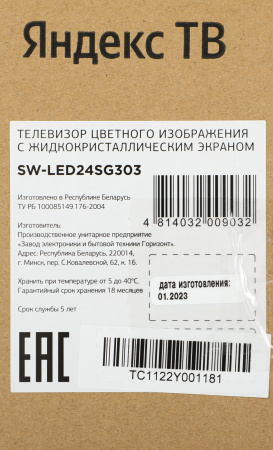 Яндекс ТВ
ТЕЛЕВИЗОР ЦВЕТНОГО ИЗОБРАЖЕНИЯ
С ЖИДКОКРИСТАЛЛИЧЕСКИМ ЭКРАНОМ
SW-LED24SG303
Изготовлено в Республике Беларусь
ТУ РБ 100085149.176-2004
4 814032 009032
Изготовитель:
Производственное унитарное предприятие
«Завод электроники и бытовой техники Горизонт».
Адрес: Республика Беларусь, 220014,
г. Минск, пер. С.Ковалевской, 62, к. 16.
Хранить при температуре от 5 до 40°С.
Гарантийный срок хранения 18 месяцев
Дата изготовления:
01.2023
ЕАС
Срок службы 5 лет
TC1122Y001181